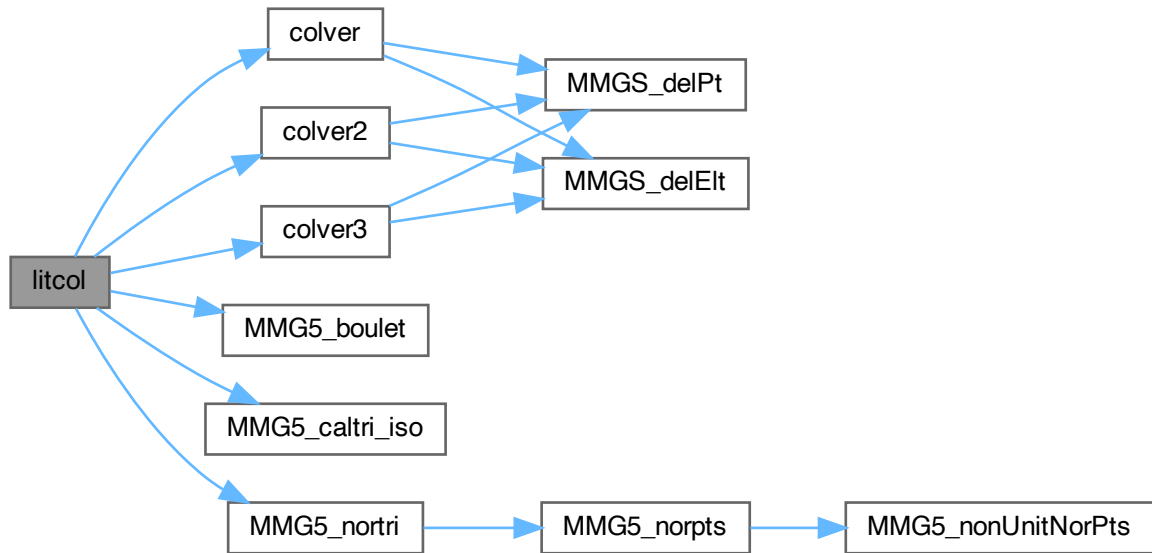 litcol
colver
colver2
colver3
MMG5_boulet
MMG5_caltri_iso
MMG5_nortri
MMGS_delPt
MMGS_delElt
MMG5_norpts
MMG5_nonUnitNorPts